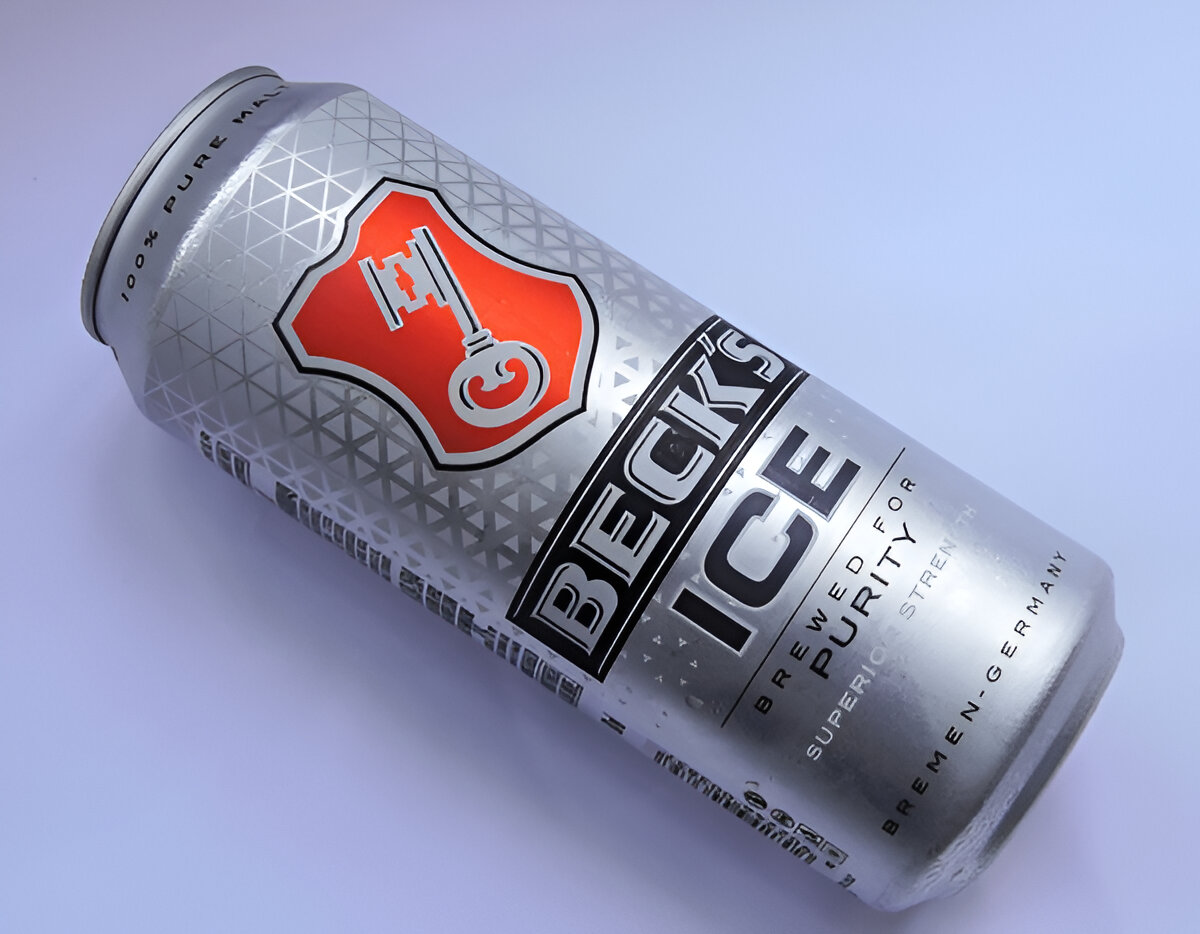 100% PURE MALT
BECK'S
ICE
BREWED FOR
PURITY
SUPERIOR STRENGTH
BREMEN-GERMANY